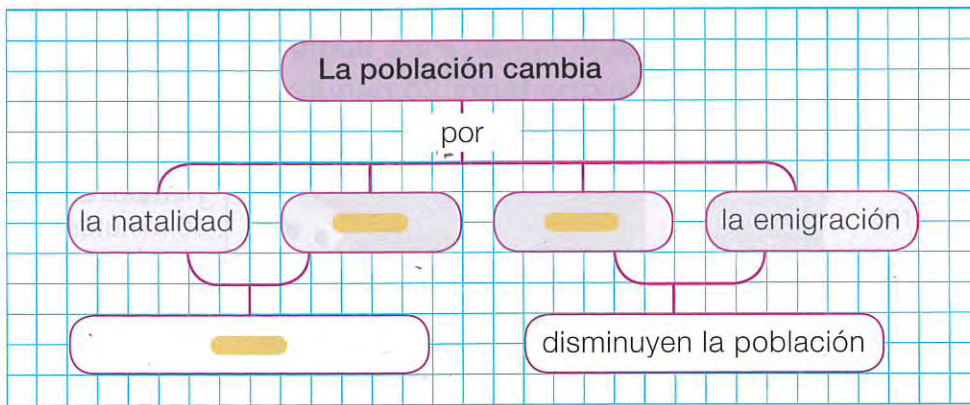 La población cambia
por
la natalidad
la emigración
disminuyen la población